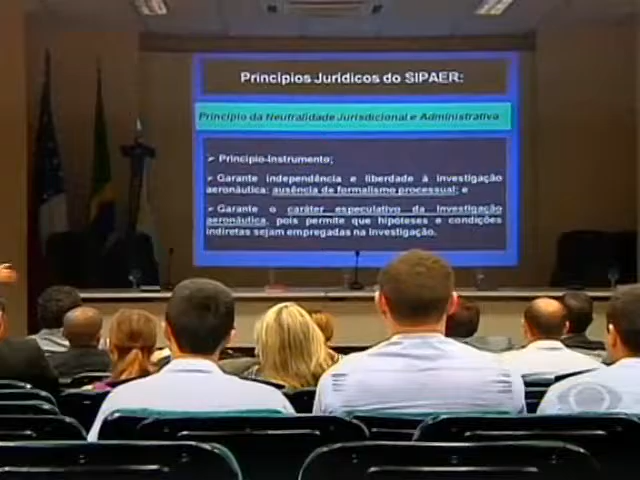 Princípios Jurídicos do SIPAER:
Princípio da Neutralidade Jurisdicional e Administrativa
➢ Princípio-Instrumento;
➢ Garante independência e liberdade à investigação
aeronáutica: ausência de formalismo processual; e
➢ Garante o caráter especulativo da investigação
aeronáutica, pois permite que hipóteses e condições
indiretas sejam empregadas na investigação.